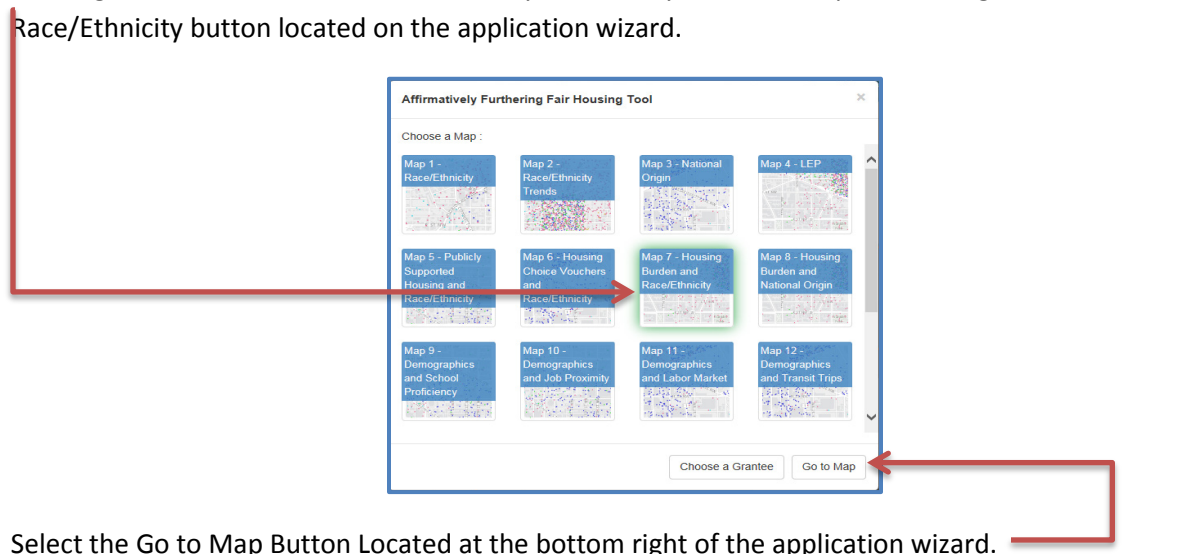 Race/Ethnicity button located on the application wizard.
Affirmatively Furthering Fair Housing Tool ×
Choose a Map :
Map 1 -
Race/Ethnicity
Map 2 -
Race/Ethnicity
Trends
Map 3 - National
Origin
Map 4 - LEP
Map 5 - Publicly
Supported
Housing and
Race/Ethnicity
Map 6 - Housing
Choice Vouchers
and
Race/Ethnicity
Map 7 - Housing
Burden and
Race/Ethnicity
Map 8 - Housing
Burden and
National Origin
Map 9 -
Demographics
and School
Proficiency
Map 10 -
Demographics
and Job Proximity
Map 11 -
Demographics
and Labor Market
Map 12 -
Demographics
and Transit Trips
Choose a Grantee
Go to Map
Select the Go to Map Button Located at the bottom right of the application wizard.